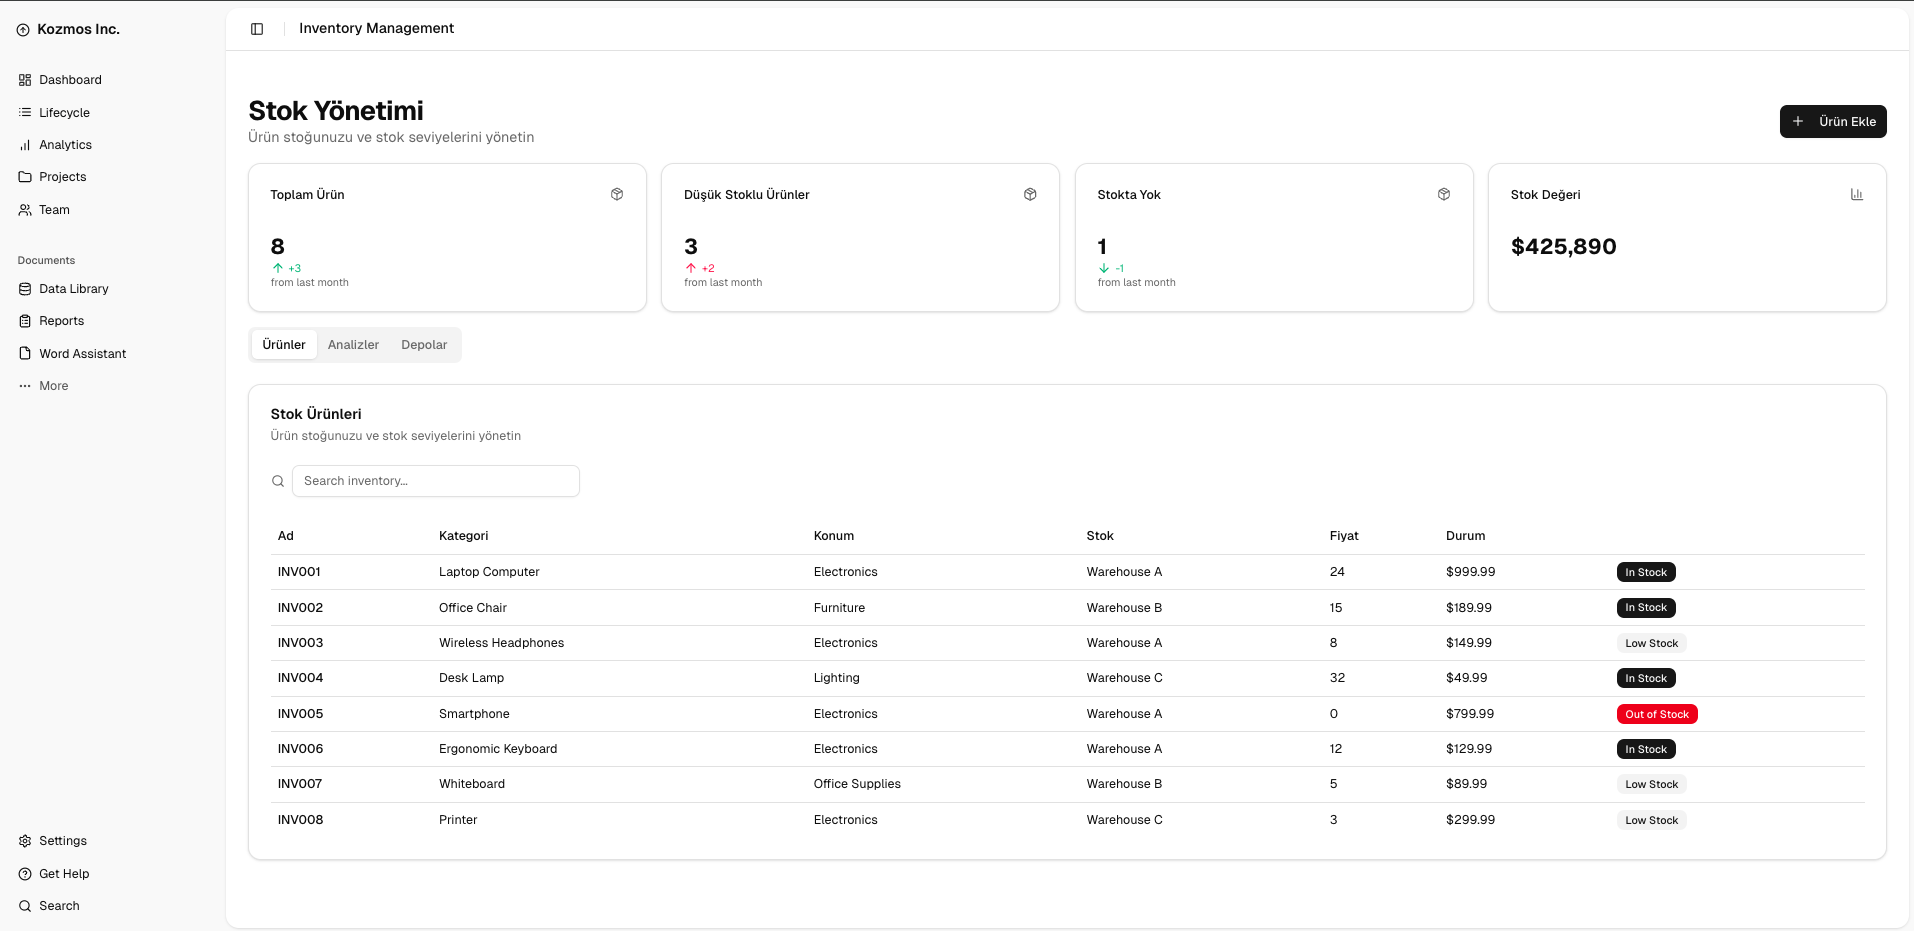 Kozmos Inc.
Dashboard
Lifecycle
Analytics
Projects
Team
Documents
Data Library
Reports
Word Assistant
More
Settings
Get Help
Search
Inventory Management
Stok Yönetimi
Ürün stoğunuzu ve stok seviyelerini yönetin
Ürün Ekle
Toplam Ürün
8
+3
from last month
Düşük Stoklu Ürünler
3
+2
from last month
Stokta Yok
1
-1
from last month
Stok Değeri
$425,890
Ürünler Analizler Depolar
Stok Ürünleri
Ürün stoğunuzu ve stok seviyelerini yönetin
Search inventory...
Ad Kategori Konum Stok Fiyat Durum
INV001 Laptop Computer Electronics Warehouse A 24 $999.99 In Stock
INV002 Office Chair Furniture Warehouse B 15 $189.99 In Stock
INV003 Wireless Headphones Electronics Warehouse A 8 $149.99 Low Stock
INV004 Desk Lamp Lighting Warehouse C 32 $49.99 In Stock
INV005 Smartphone Electronics Warehouse A 0 $799.99 Out of Stock
INV006 Ergonomic Keyboard Electronics Warehouse A 12 $129.99 In Stock
INV007 Whiteboard Office Supplies Warehouse B 5 $89.99 Low Stock
INV008 Printer Electronics Warehouse C 3 $299.99 Low Stock